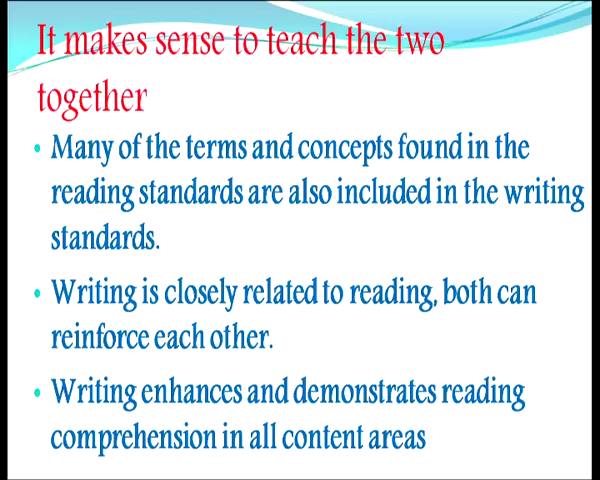 It makes sense to teach the two
together
• Many of the terms and concepts found in the
reading standards are also included in the writing
standards.
• Writing is closely related to reading, both can
reinforce each other.
• Writing enhances and demonstrates reading
comprehension in all content areas